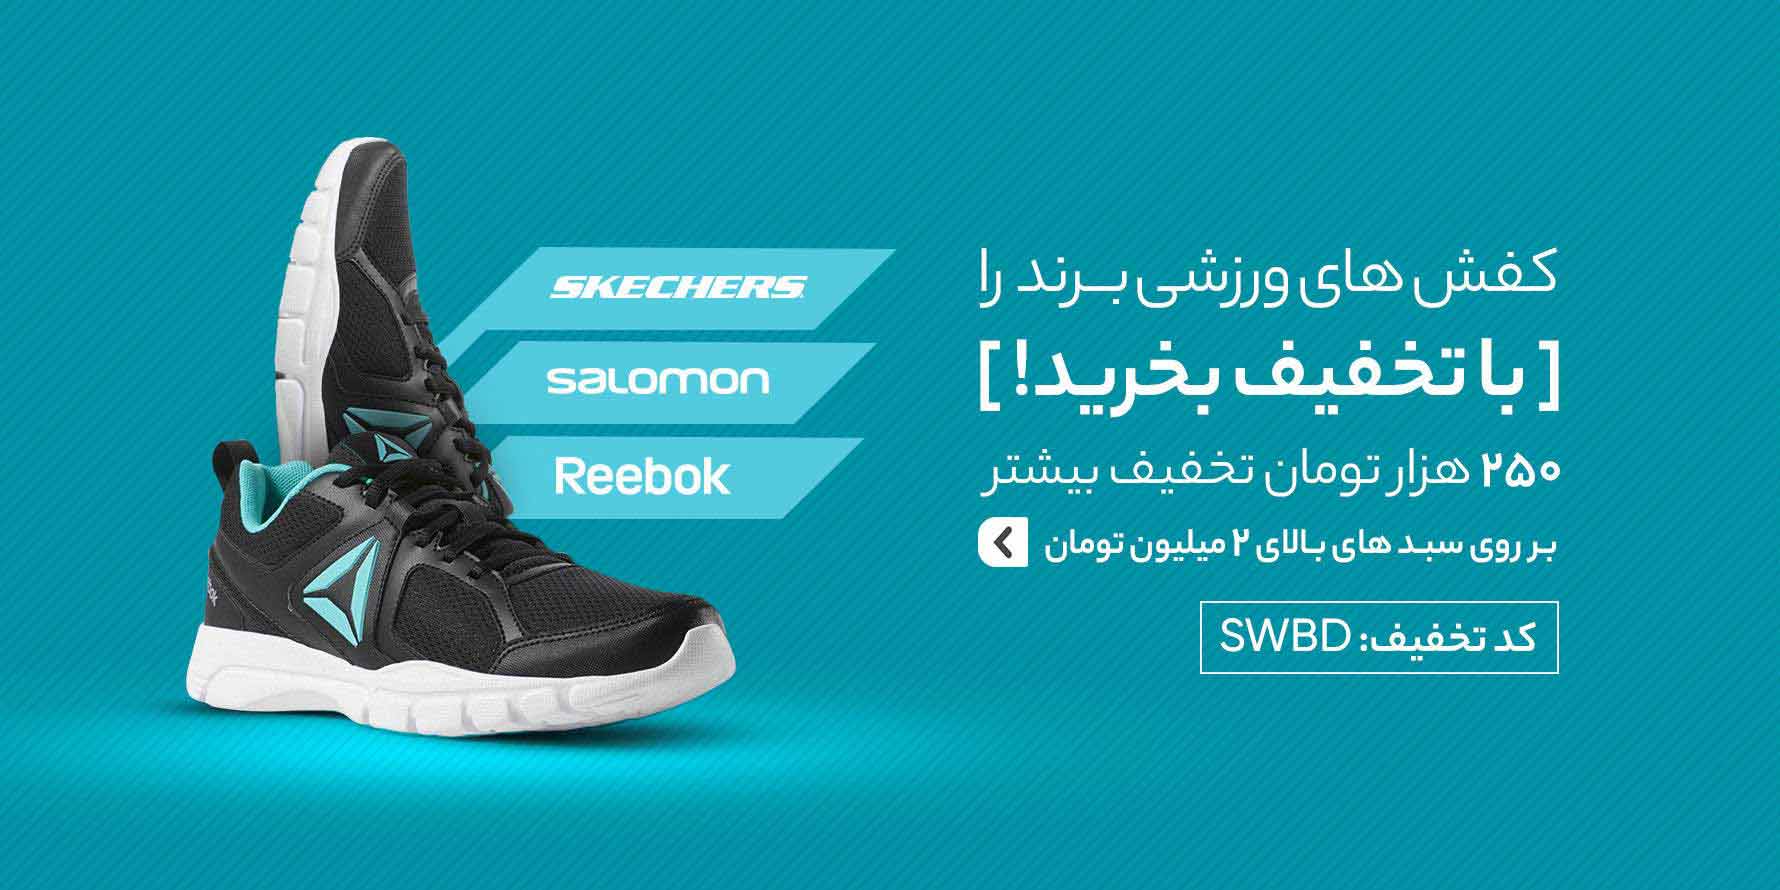 کفش های ورزشی برند را
[ با تخفیف بخرید! ]
۲۵۰ هزار تومان تخفیف بیشتر
بر روی سبد های بالای ۲ میلیون تومان
کد تخفیف: SWBD
SKECHERS
salomon
Reebok